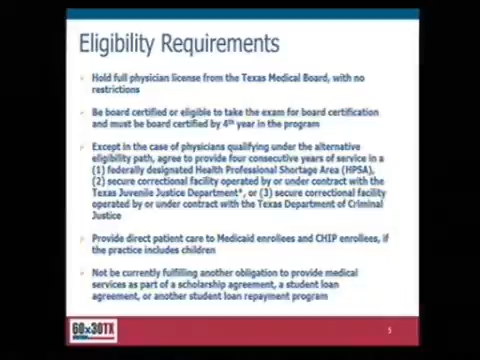 Eligibility Requirements
Hold full physician license from the Texas Medical Board, with no
restrictions
Be board certified or eligible to take the exam for board certification
and must be board certified by 4th year in the program
Except in the case of physicians qualifying under the alternative
eligibility path, agree to provide four consecutive years of service in a
(1) federally designated Health Professional Shortage Area (HPSA),
(2) secure correctional facility operated by or under contract with the
Texas Juvenile Justice Department*, or (3) secure correctional facility
operated by or under contract with the Texas Department of Criminal
Justice
Provide direct patient care to Medicaid enrollees and CHIP enrollees, if
the practice includes children
Not be currently fulfilling another obligation to provide medical
services as part of a scholarship agreement, a student loan
agreement, or another student loan repayment program
60x30TX
5